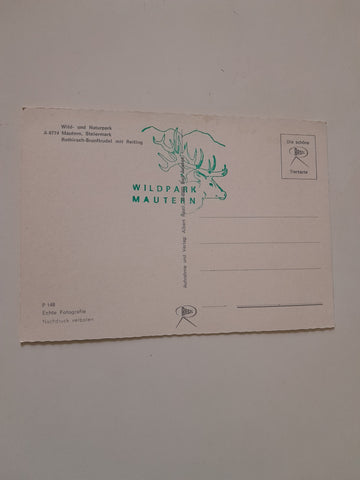 Wild- und Naturpark
A-8774 Mautern, Steiermark
Rothirsch-Brunftrudel mit Reiting
WILDPARK
MAUTERN
Aufnahme und Verlag: Albert
Die schöne
Tierkarte
P 148
Echte Fotografie
Nachdruck verboten